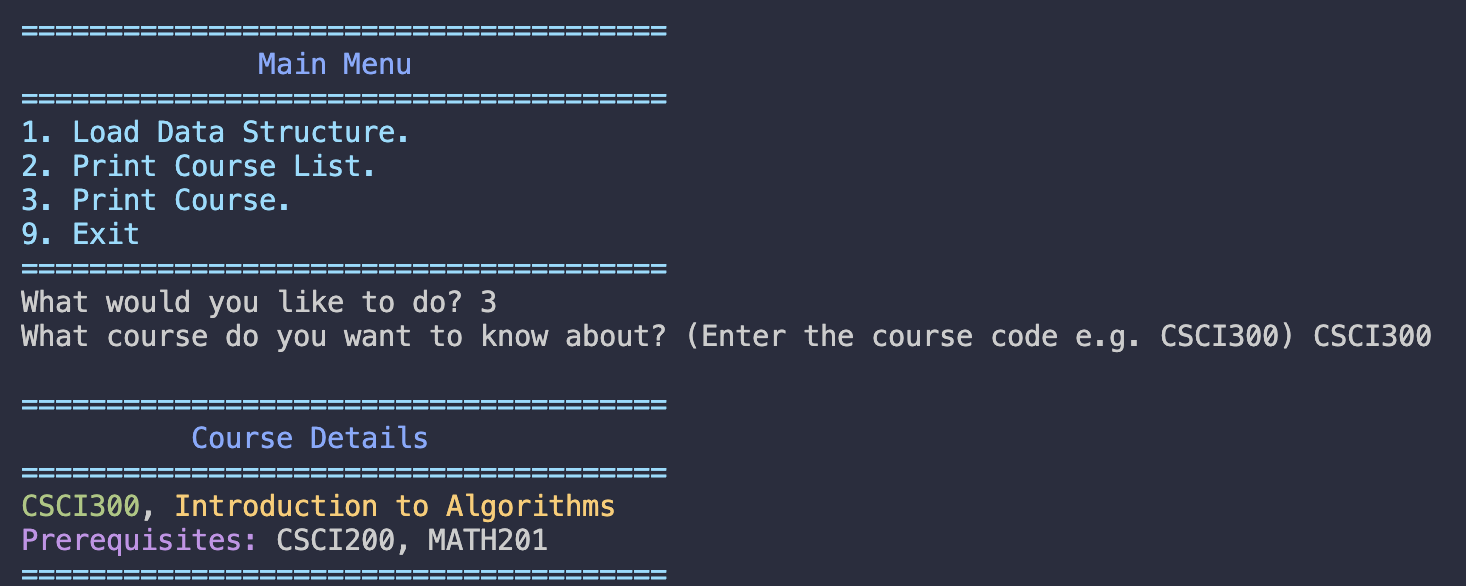 ======================================
Main Menu
======================================
1. Load Data Structure.
2. Print Course List.
3. Print Course.
9. Exit
======================================
What would you like to do? 3
What course do you want to know about? (Enter the course code e.g. CSCI300) CSCI300
======================================
Course Details
======================================
CSCI300, Introduction to Algorithms
Prerequisites: CSCI200, MATH201
======================================